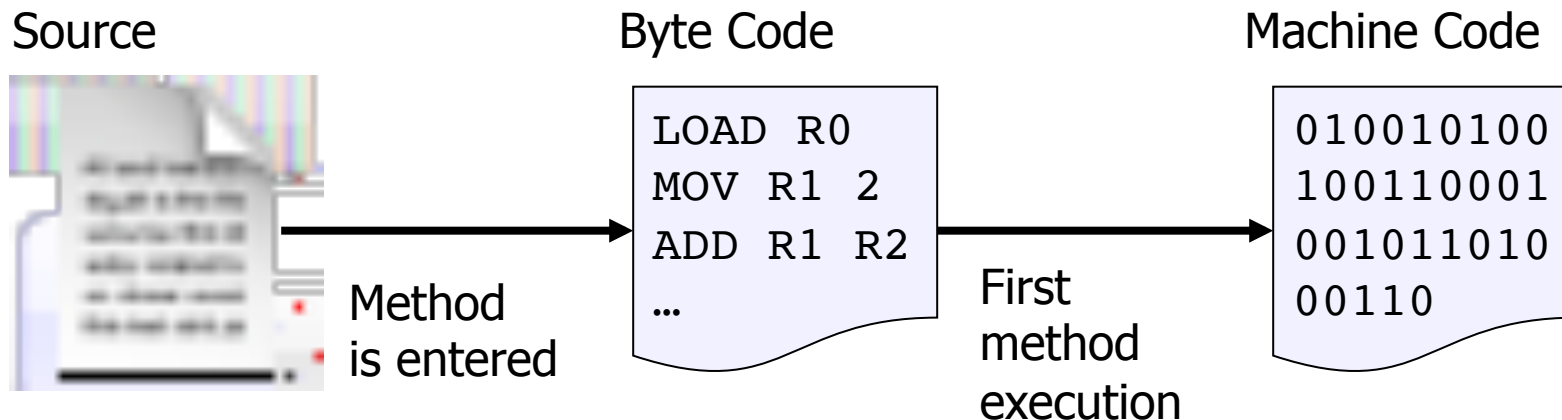 Source
Byte Code
Machine Code
LOAD R0
MOV R1 2
ADD R1 R2
…
010010100
100110001
001011010
00110
Method
is entered
First
method
execution